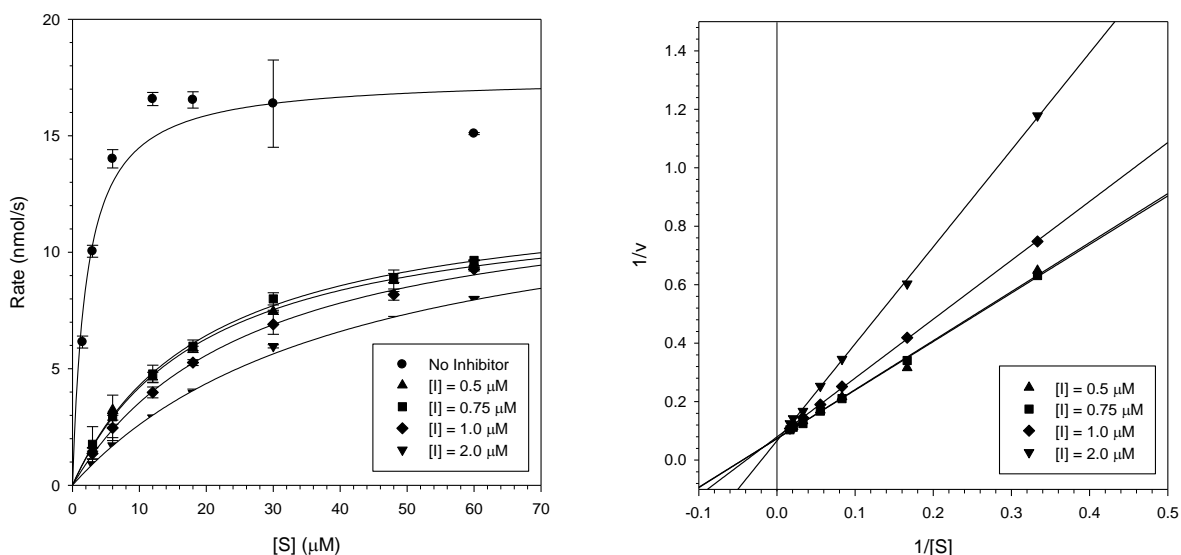 20
15
10
5
0
Rate (nmol/s)
0 10 20 30 40 50 60 70
[S] (μM)
No Inhibitor
[I] = 0.5 μM
[I] = 0.75 μM
[I] = 1.0 μM
[I] = 2.0 μM
1.4
1.2
1.0
0.8
0.6
0.4
0.2
0.0
1/v
-0.1 0.0 0.1 0.2 0.3 0.4 0.5
1/[S]
[I] = 0.5 μM
[I] = 0.75 μM
[I] = 1.0 μM
[I] = 2.0 μM